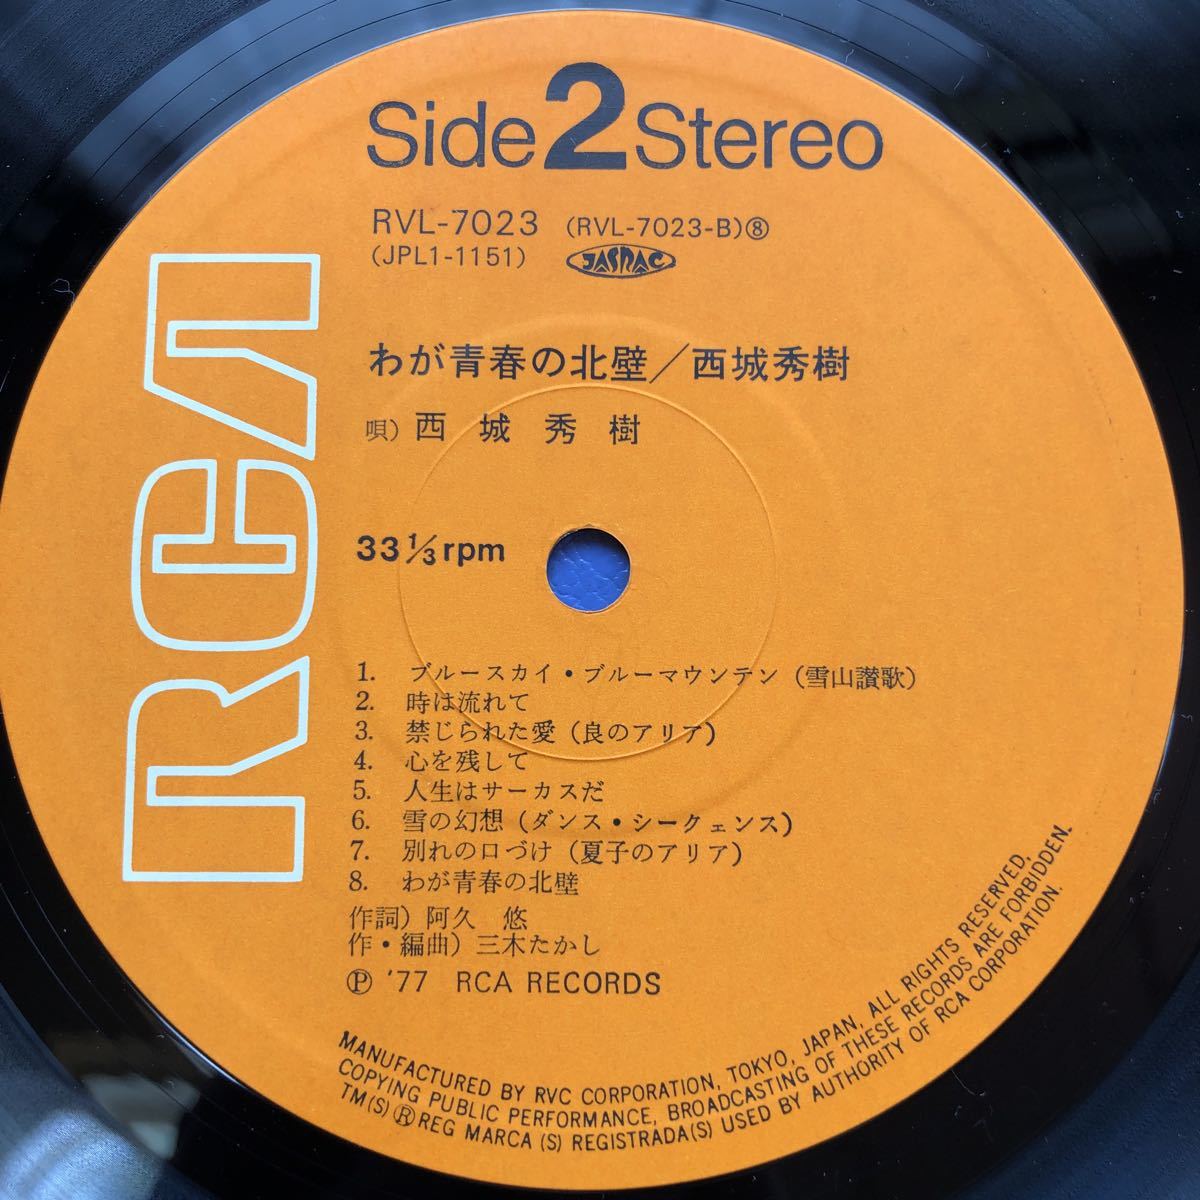 Side 2 Stereo
RVL-7023 (RVL-7023-B)⑧
(JPL1-1151) JASRAC
RCA
わが青春の北壁／西城秀樹
唄) 西城秀樹
33 1/3 rpm
1. ブルースカイ・ブルーマウンテン (雪山讃歌)
2. 時は流れて
3. 禁じられた愛 (良のアリア)
4. 心を残して
5. 人生はサーカスだ
6. 雪の幻想 (ダンス・シークェンス)
7. 別れの口づけ (夏子のアリア)
8. わが青春の北壁
作詞) 阿久 悠
作・編曲) 三木たかし
Ⓟ '77 RCA RECORDS
MANUFACTURED BY RVC CORPORATION, TOKYO, JAPAN, ALL RIGHTS RESERVED,
COPYING PUBLIC PERFORMANCE, BROADCASTING OF THESE RECORDS ARE FORBIDDEN.
TM(S) ® REG MARCA (S) REGISTRADA(S) USED BY AUTHORITY OF RCA CORPORATION.